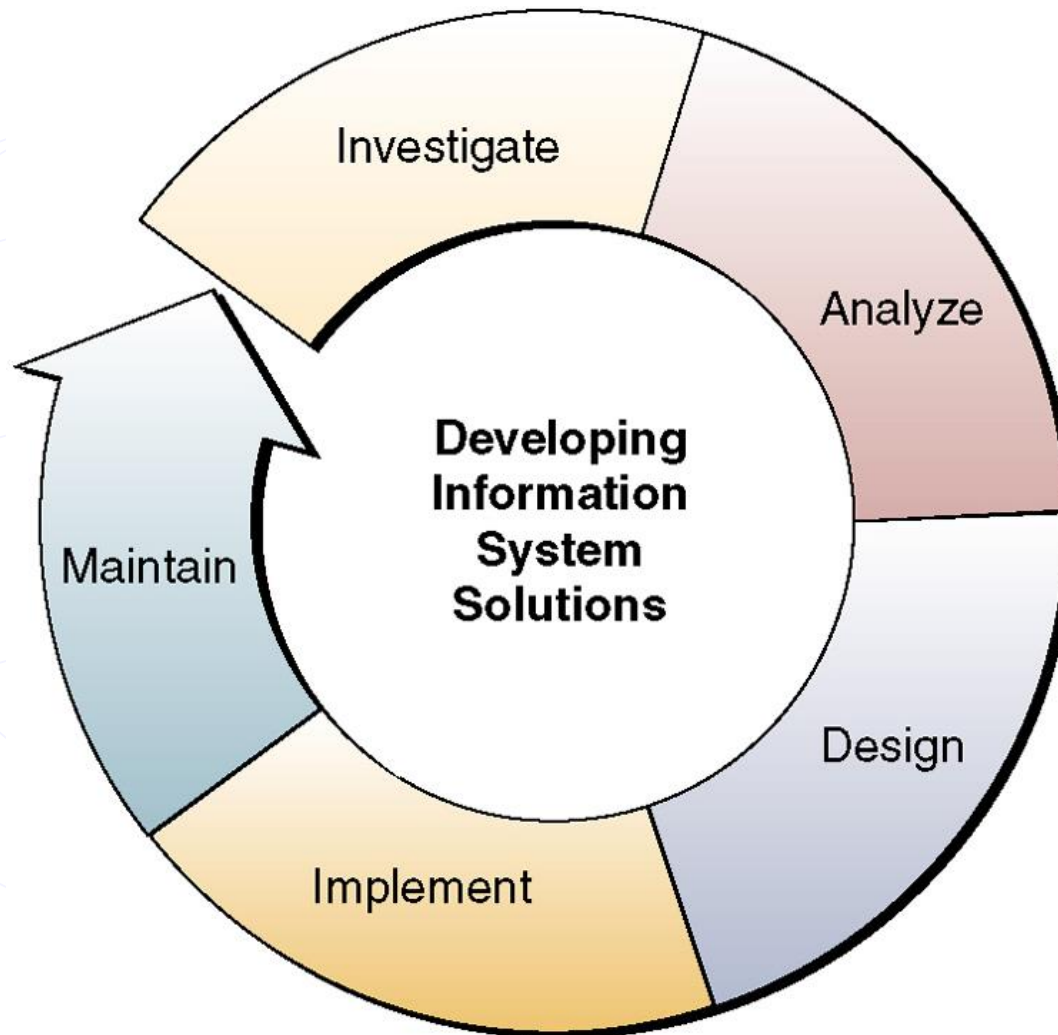 Investigate
Analyze
Developing
Information
System
Solutions
Maintain
Design
Implement